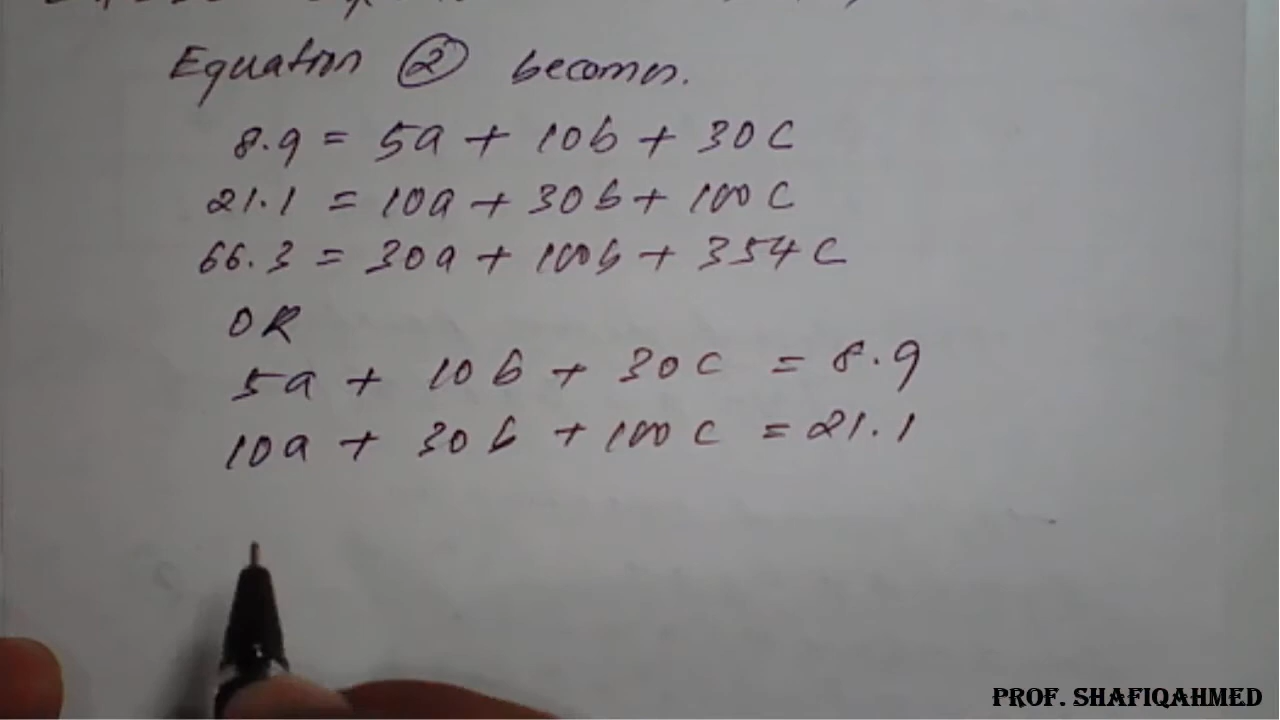 Equation ② becomes.
8.9 = 5a + 10b + 30c
21.1 = 10a + 30b + 100c
66.3 = 30a + 100b + 354c
OR
5a + 10b + 30c = 8.9
10a + 30b + 100c = 21.1
PROF. SHAFIQAHMED